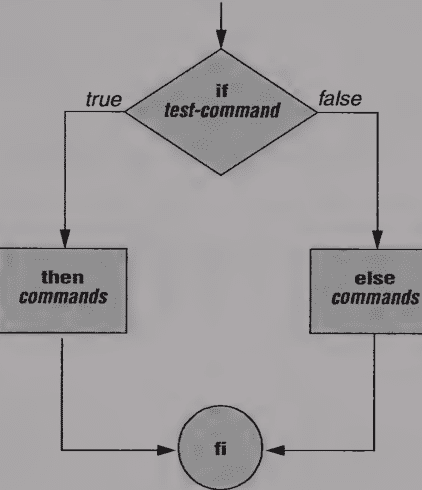 if
test-command
true
false
then
commands
else
commands
fi